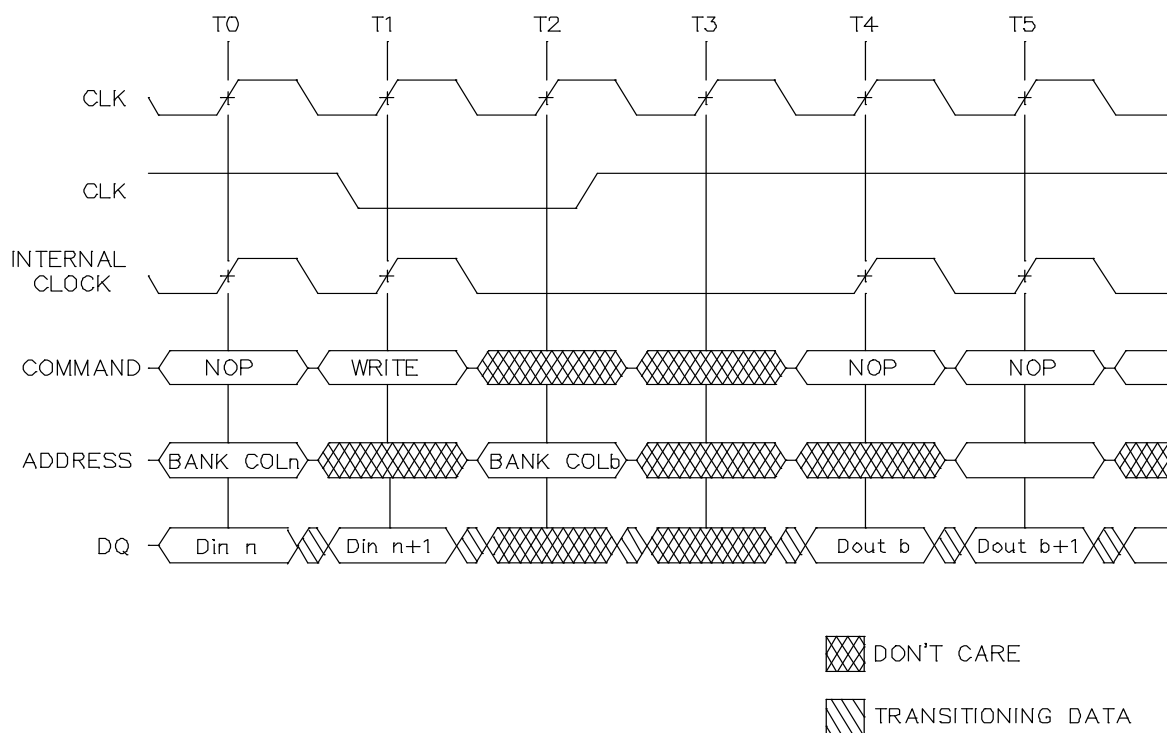 T0 T1 T2 T3 T4 T5
CLK
CLK
INTERNAL
CLOCK
COMMAND NOP WRITE NOP NOP
ADDRESS BANK COLn BANK COLb
DQ Din n Din n+1 Dout b Dout b+1
DON'T CARE
TRANSITIONING DATA